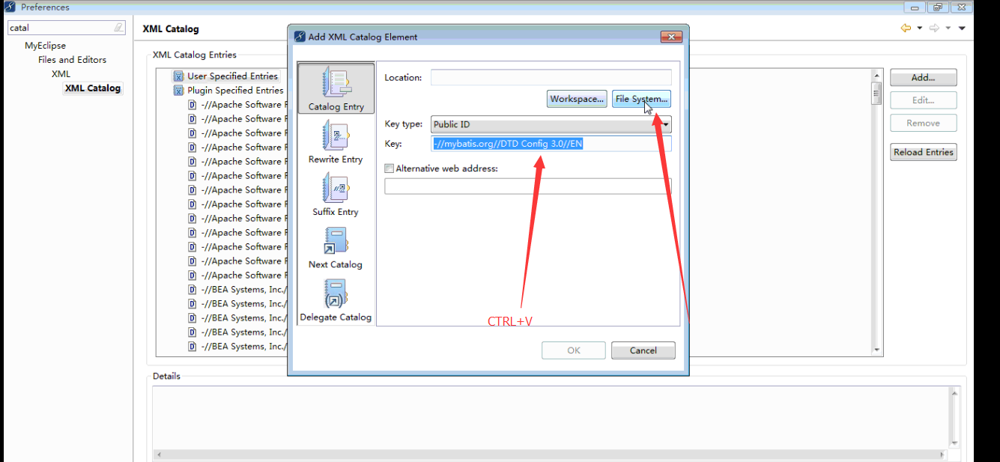 Preferences
catal
MyEclipse
Files and Editors
XML
XML Catalog
XML Catalog
XML Catalog Entries
User Specified Entries
Plugin Specified Entries
-//Apache Software F
-//Apache Software F
-//Apache Software F
-//Apache Software F
-//Apache Software F
-//Apache Software F
-//Apache Software F
-//Apache Software F
-//Apache Software F
-//Apache Software F
-//Apache Software F
-//Apache Software F
-//Apache Software F
-//BEA Systems, Inc./
-//BEA Systems, Inc./
-//BEA Systems, Inc./
-//BEA Systems, Inc./
-//BEA Systems, Inc./
Add...
Edit...
Remove
Reload Entries
Details
Add XML Catalog Element
Catalog Entry
Rewrite Entry
Suffix Entry
Next Catalog
Delegate Catalog
Location:
Workspace... File System...
Key type: Public ID
Key: -//mybatis.org//DTD Config 3.0//EN
Alternative web address:
CTRL+V
OK Cancel